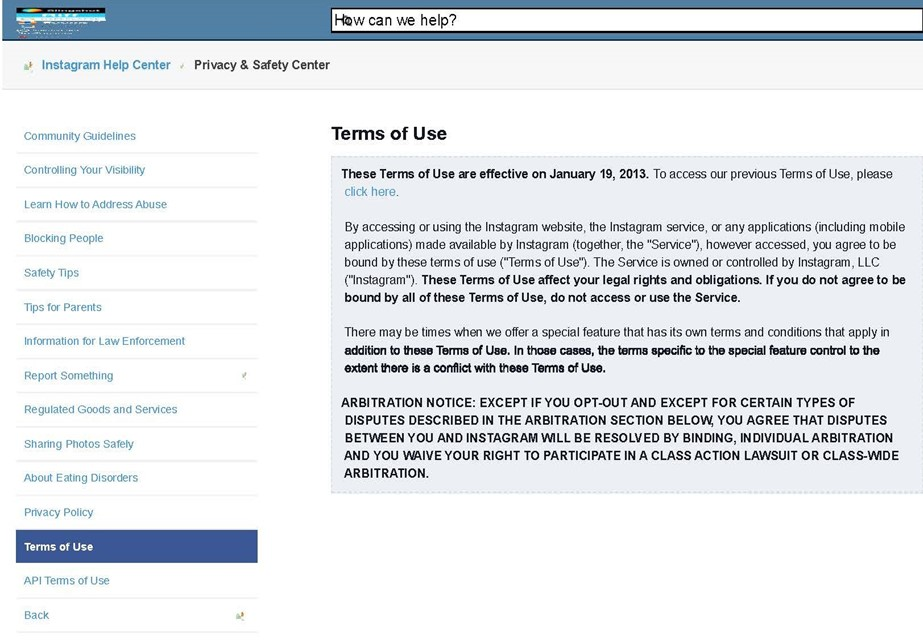 How can we help?
Instagram Help Center
Privacy & Safety Center
Community Guidelines
Controlling Your Visibility
Learn How to Address Abuse
Blocking People
Safety Tips
Tips for Parents
Information for Law Enforcement
Report Something
Regulated Goods and Services
Sharing Photos Safely
About Eating Disorders
Privacy Policy
Terms of Use
API Terms of Use
Back
Terms of Use
These Terms of Use are effective on January 19, 2013. To access our previous Terms of Use, please
click here.
By accessing or using the Instagram website, the Instagram service, or any applications (including mobile
applications) made available by Instagram (together, the "Service"), however accessed, you agree to be
bound by these terms of use ("Terms of Use"). The Service is owned or controlled by Instagram, LLC
("Instagram"). These Terms of Use affect your legal rights and obligations. If you do not agree to be
bound by all of these Terms of Use, do not access or use the Service.
There may be times when we offer a special feature that has its own terms and conditions that apply in
addition to these Terms of Use. In those cases, the terms specific to the special feature control to the
extent there is a conflict with these Terms of Use.
ARBITRATION NOTICE: EXCEPT IF YOU OPT-OUT AND EXCEPT FOR CERTAIN TYPES OF
DISPUTES DESCRIBED IN THE ARBITRATION SECTION BELOW, YOU AGREE THAT DISPUTES
BETWEEN YOU AND INSTAGRAM WILL BE RESOLVED BY BINDING, INDIVIDUAL ARBITRATION
AND YOU WAIVE YOUR RIGHT TO PARTICIPATE IN A CLASS ACTION LAWSUIT OR CLASS-WIDE
ARBITRATION.